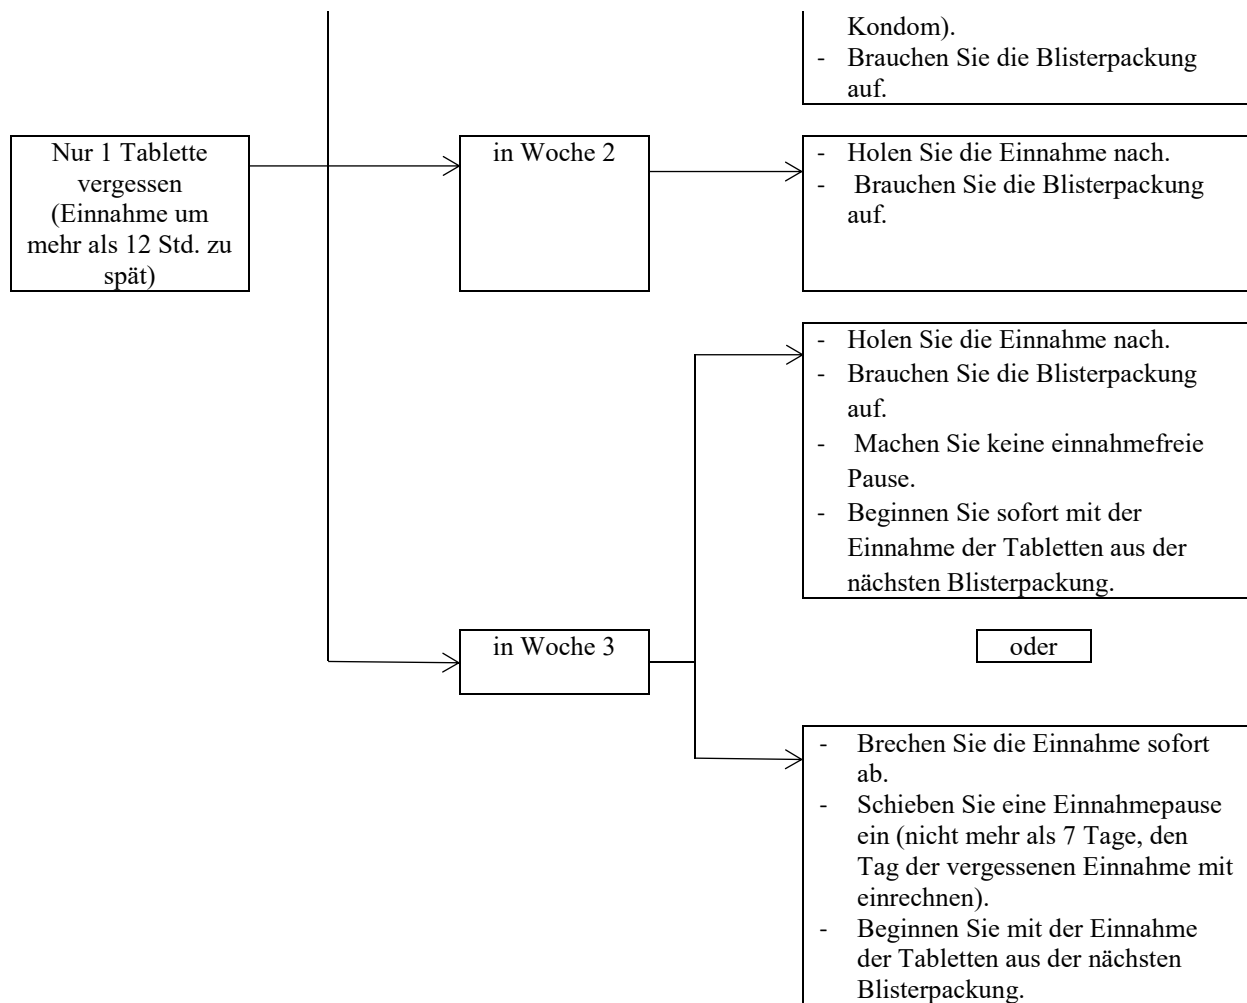 Kondom).
- Brauchen Sie die Blisterpackung
auf.
Nur 1 Tablette
vergessen
(Einnahme um
mehr als 12 Std. zu
spät)
in Woche 2
- Holen Sie die Einnahme nach.
- Brauchen Sie die Blisterpackung
auf.
- Holen Sie die Einnahme nach.
- Brauchen Sie die Blisterpackung
auf.
- Machen Sie keine einnahmefreie
Pause.
- Beginnen Sie sofort mit der
Einnahme der Tabletten aus der
nächsten Blisterpackung.
in Woche 3
oder
- Brechen Sie die Einnahme sofort
ab.
- Schieben Sie eine Einnahmepause
ein (nicht mehr als 7 Tage, den
Tag der vergessenen Einnahme mit
einrechnen).
- Beginnen Sie mit der Einnahme
der Tabletten aus der nächsten
Blisterpackung.